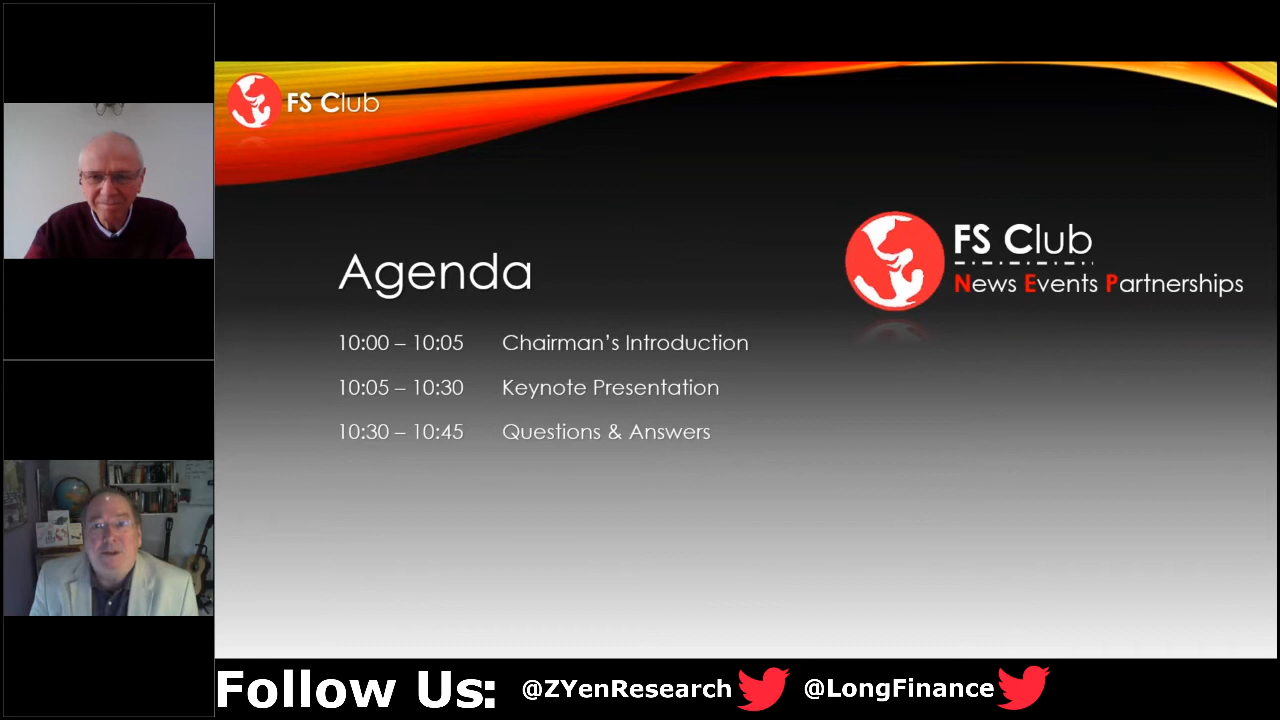 FS Club
FS Club
News Events Partnerships
Agenda
10:00 – 10:05 Chairman’s Introduction
10:05 – 10:30 Keynote Presentation
10:30 – 10:45 Questions & Answers
Follow Us: @ZYenResearch @LongFinance